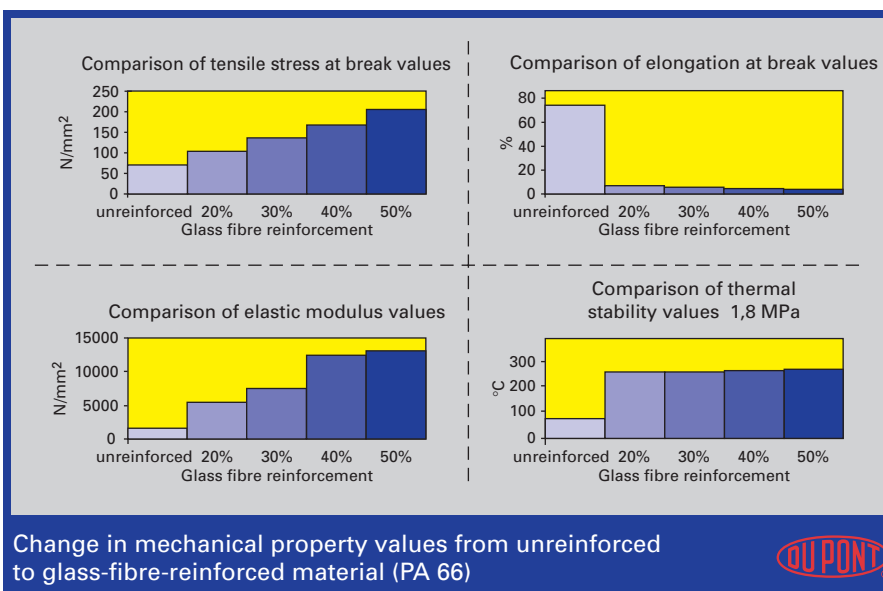 Comparison of tensile stress at break values
N/mm²
250
200
150
100
50
0
unreinforced 20% 30% 40% 50%
Glass fibre reinforcement
Comparison of elongation at break values
%
80
60
40
20
0
unreinforced 20% 30% 40% 50%
Glass fibre reinforcement
Comparison of elastic modulus values
N/mm²
15000
10000
5000
0
unreinforced 20% 30% 40% 50%
Glass fibre reinforcement
Comparison of thermal
stability values 1,8 MPa
°C
300
200
100
0
unreinforced 20% 30% 40% 50%
Glass fibre reinforcement
Change in mechanical property values from unreinforced
to glass-fibre-reinforced material (PA 66)
DU PONT